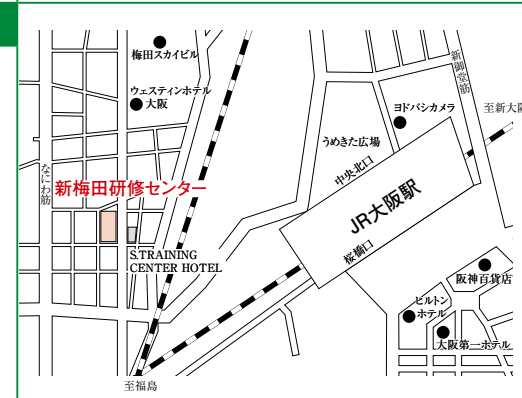 梅田スカイビル
新御堂筋
ウェスティンホテル
大阪
ヨドバシカメラ
至新大阪
うめきた広場
中央北口
なにわ筋
新梅田研修センター
JR大阪駅
S.TRAINING
CENTER HOTEL
桜橋口
阪神百貨店
ヒルトン
ホテル
大阪第一ホテル
至福島